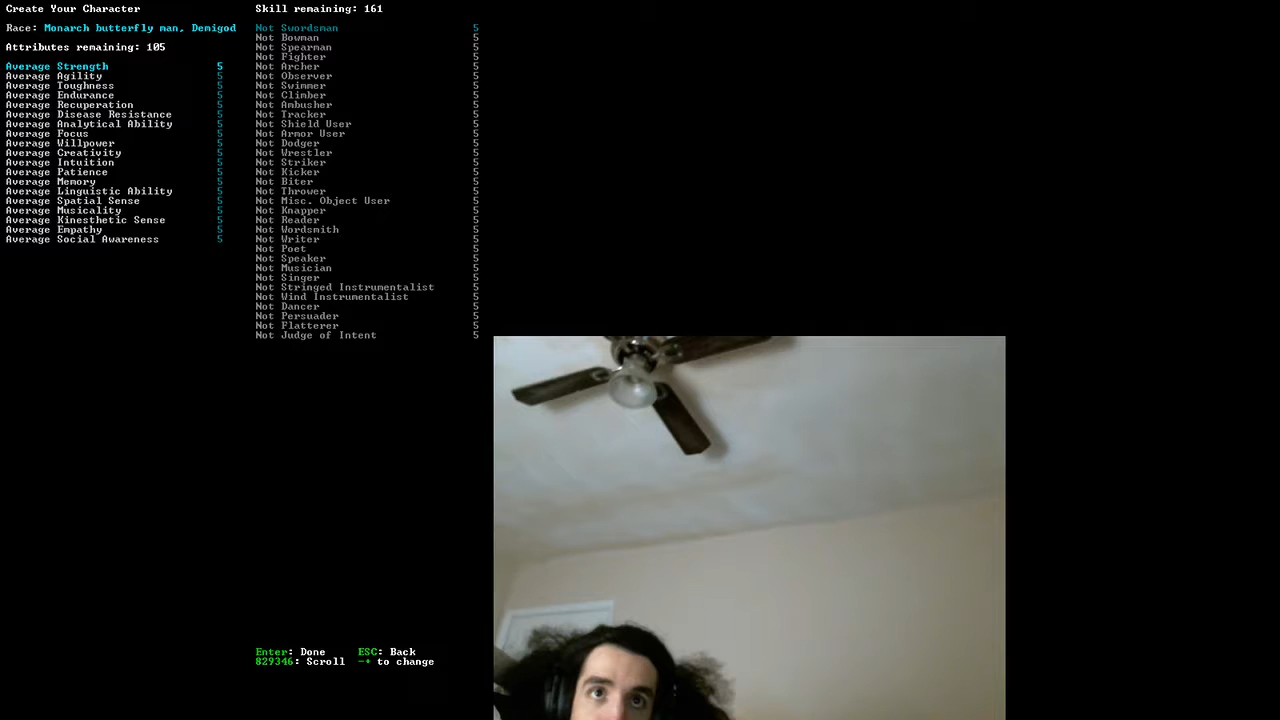 Create Your Character
Race: Monarch butterfly man, Demigod
Attributes remaining: 105
Average Strength 5
Average Agility 5
Average Toughness 5
Average Endurance 5
Average Recuperation 5
Average Disease Resistance 5
Average Analytical Ability 5
Average Focus 5
Average Willpower 5
Average Creativity 5
Average Intuition 5
Average Patience 5
Average Memory 5
Average Linguistic Ability 5
Average Spatial Sense 5
Average Musicality 5
Average Kinesthetic Sense 5
Average Empathy 5
Average Social Awareness 5
Skill remaining: 161
Not Swordsman 5
Not Bowman 5
Not Spearman 5
Not Fighter 5
Not Archer 5
Not Observer 5
Not Swimmer 5
Not Climber 5
Not Ambusher 5
Not Tracker 5
Not Shield User 5
Not Armor User 5
Not Dodger 5
Not Wrestler 5
Not Striker 5
Not Kicker 5
Not Biter 5
Not Thrower 5
Not Misc. Object User 5
Not Knapper 5
Not Reader 5
Not Wordsmith 5
Not Writer 5
Not Poet 5
Not Speaker 5
Not Musician 5
Not Singer 5
Not Stringed Instrumentalist 5
Not Wind Instrumentalist 5
Not Dancer 5
Not Persuader 5
Not Flatterer 5
Not Judge of Intent 5
Enter: Done ESC: Back
829346: Scroll -+ to change